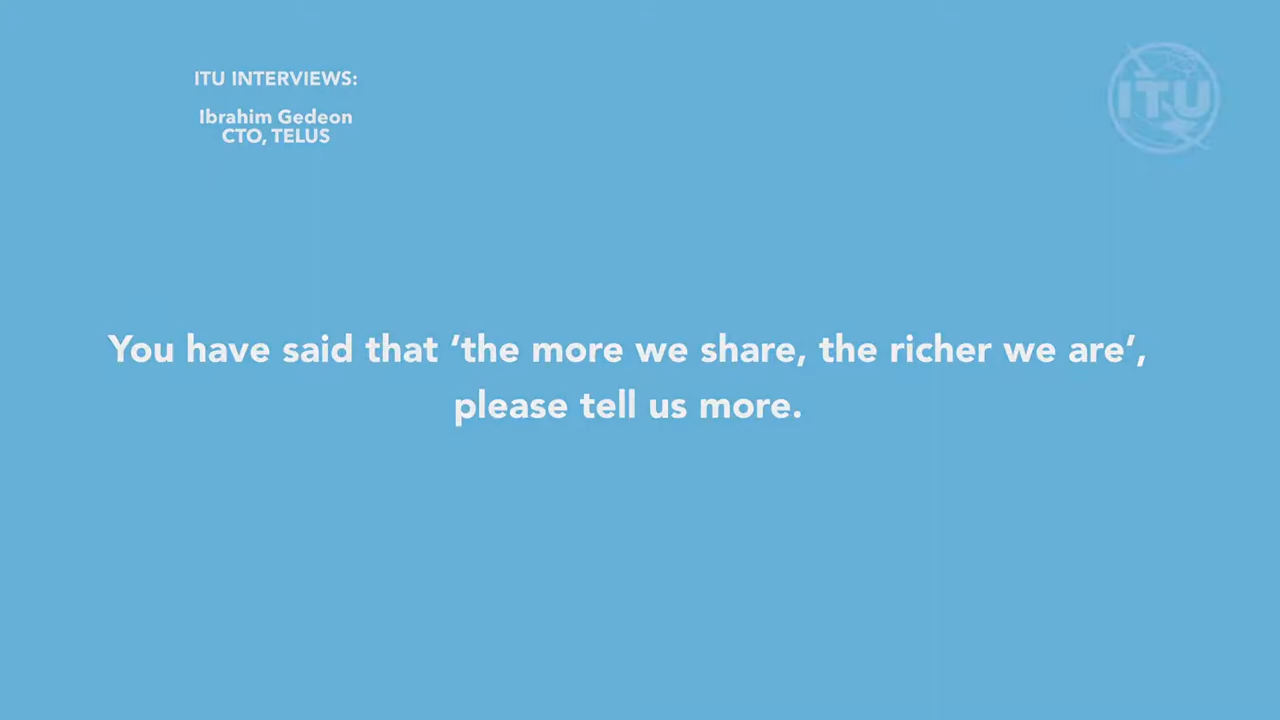 ITU INTERVIEWS:
Ibrahim Gedeon
CTO, TELUS
ITU
You have said that ‘the more we share, the richer we are’,
please tell us more.